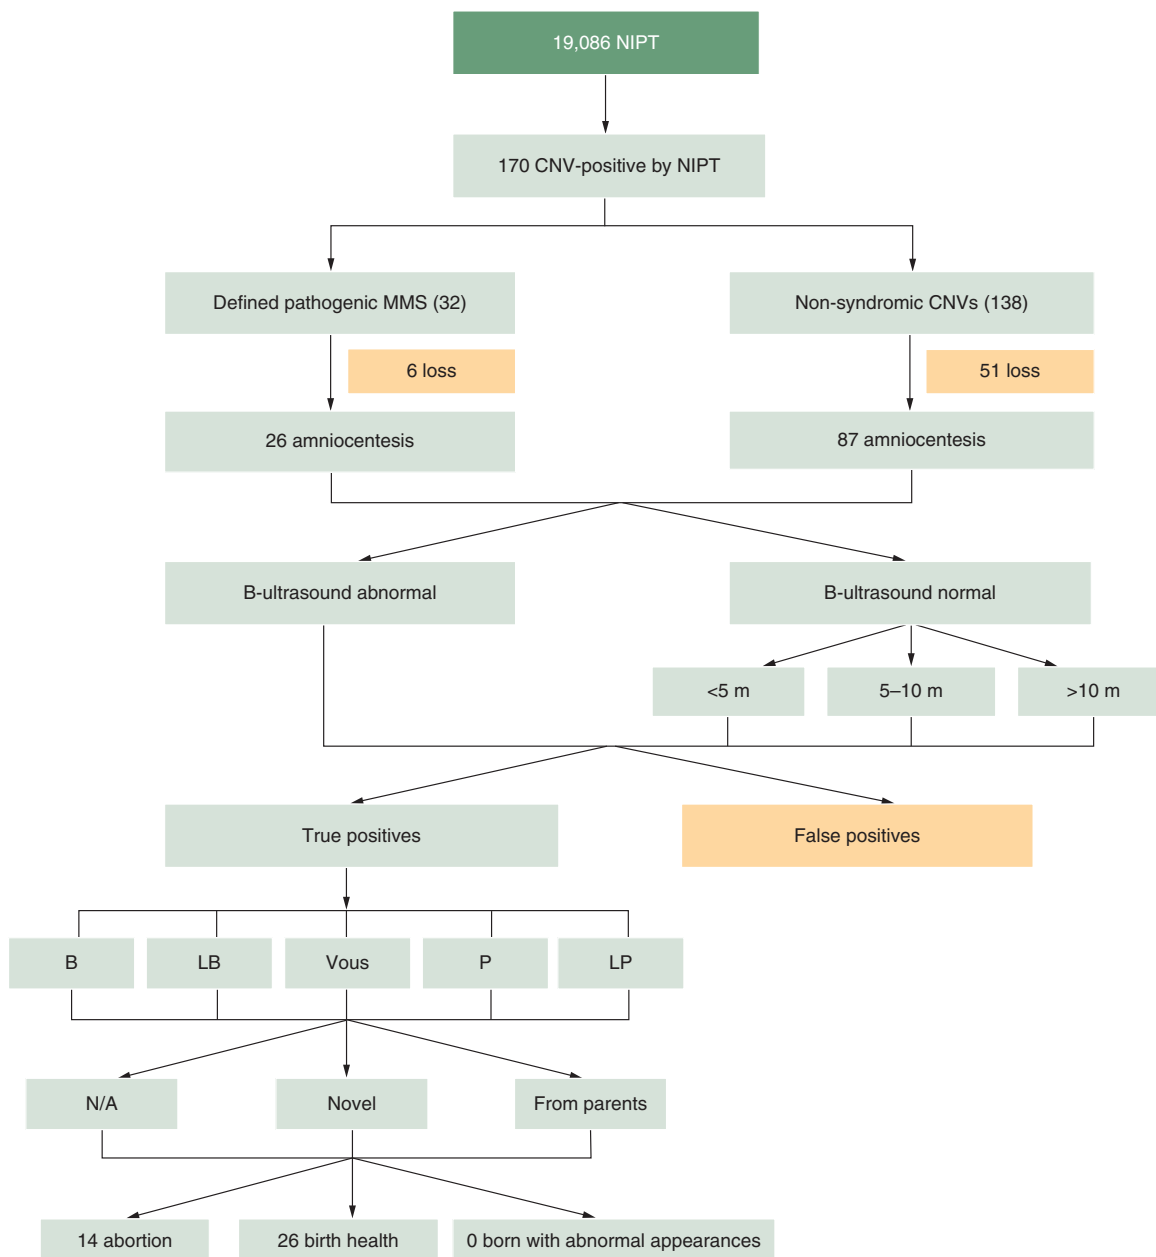 19,086 NIPT
170 CNV-positive by NIPT
Defined pathogenic MMS (32)
Non-syndromic CNVs (138)
6 loss
51 loss
26 amniocentesis
87 amniocentesis
B-ultrasound abnormal
B-ultrasound normal
<5 m
5–10 m
>10 m
True positives
False positives
B
LB
Vous
P
LP
N/A
Novel
From parents
14 abortion
26 birth health
0 born with abnormal appearances